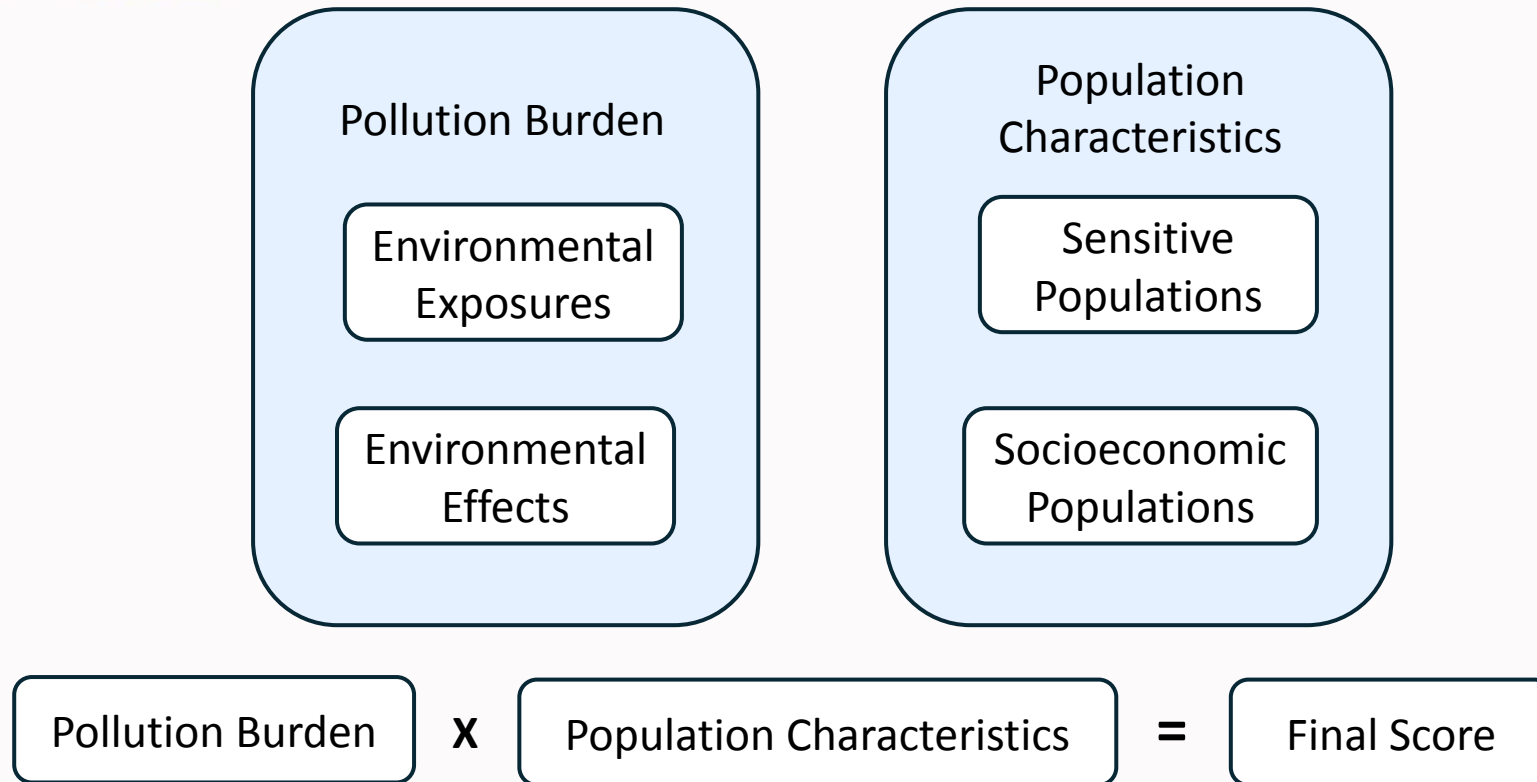 Pollution Burden
Environmental
Exposures
Environmental
Effects
Population
Characteristics
Sensitive
Populations
Socioeconomic
Populations
Pollution Burden x Population Characteristics = Final Score